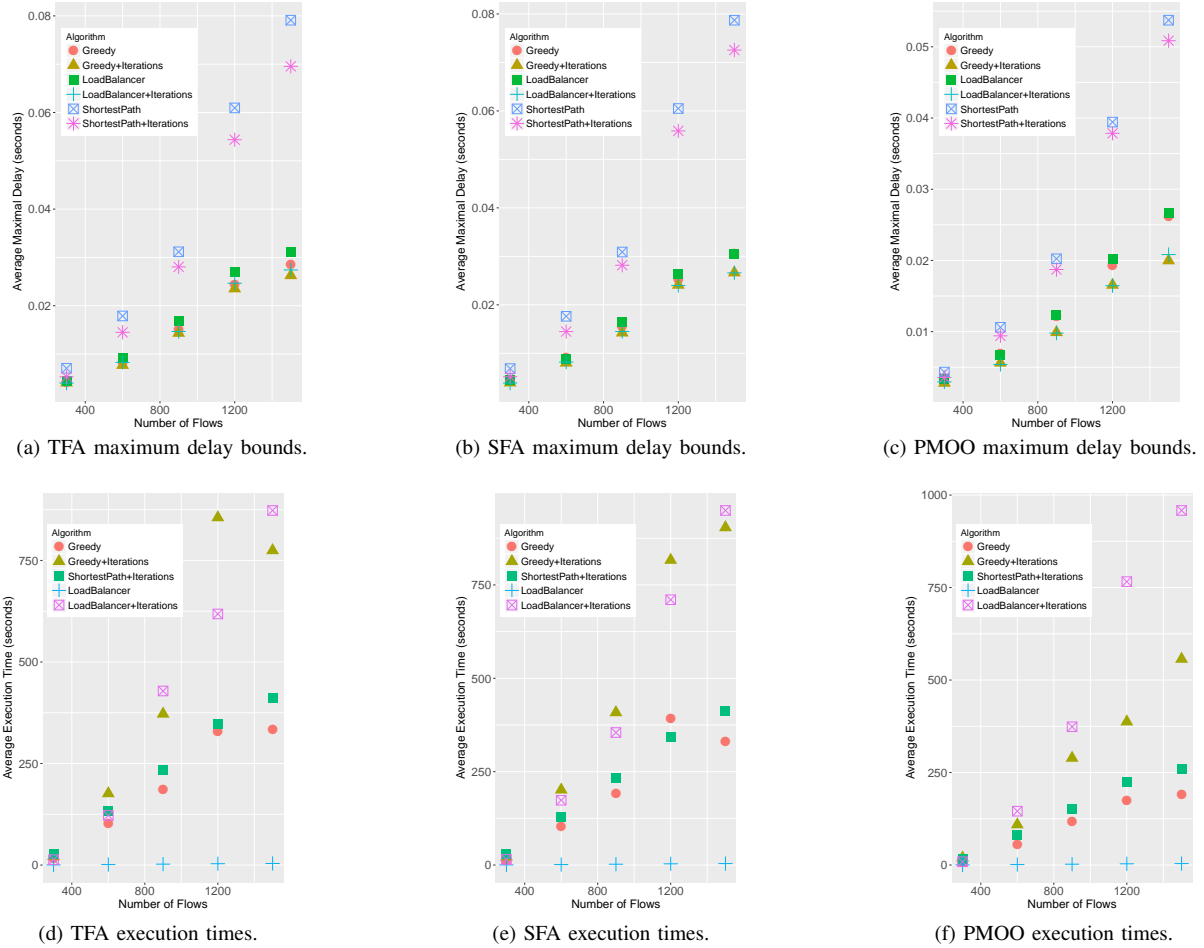 0.08
0.06
0.04
0.02
Average Maximal Delay (seconds)
Algorithm
Greedy
Greedy+Iterations
LoadBalancer
LoadBalancer+Iterations
ShortestPath
ShortestPath+Iterations
400
800
1200
Number of Flows
(a) TFA maximum delay bounds.
0.08
0.06
0.04
0.02
Average Maximal Delay (seconds)
Algorithm
Greedy
Greedy+Iterations
LoadBalancer
LoadBalancer+Iterations
ShortestPath
ShortestPath+Iterations
400
800
1200
Number of Flows
(b) SFA maximum delay bounds.
0.05
0.04
0.03
0.02
0.01
Average Maximal Delay (seconds)
Algorithm
Greedy
Greedy+Iterations
LoadBalancer
LoadBalancer+Iterations
ShortestPath
ShortestPath+Iterations
400
800
1200
Number of Flows
(c) PMOO maximum delay bounds.
750
500
250
0
Average Execution Time (seconds)
Algorithm
Greedy
Greedy+Iterations
ShortestPath+Iterations
LoadBalancer
LoadBalancer+Iterations
400
800
1200
Number of Flows
(d) TFA execution times.
750
500
250
0
Average Execution Time (seconds)
Algorithm
Greedy
Greedy+Iterations
ShortestPath+Iterations
LoadBalancer
LoadBalancer+Iterations
400
800
1200
Number of Flows
(e) SFA execution times.
1000
750
500
250
0
Average Execution Time (seconds)
Algorithm
Greedy
Greedy+Iterations
ShortestPath+Iterations
LoadBalancer
LoadBalancer+Iterations
400
800
1200
Number of Flows
(f) PMOO execution times.